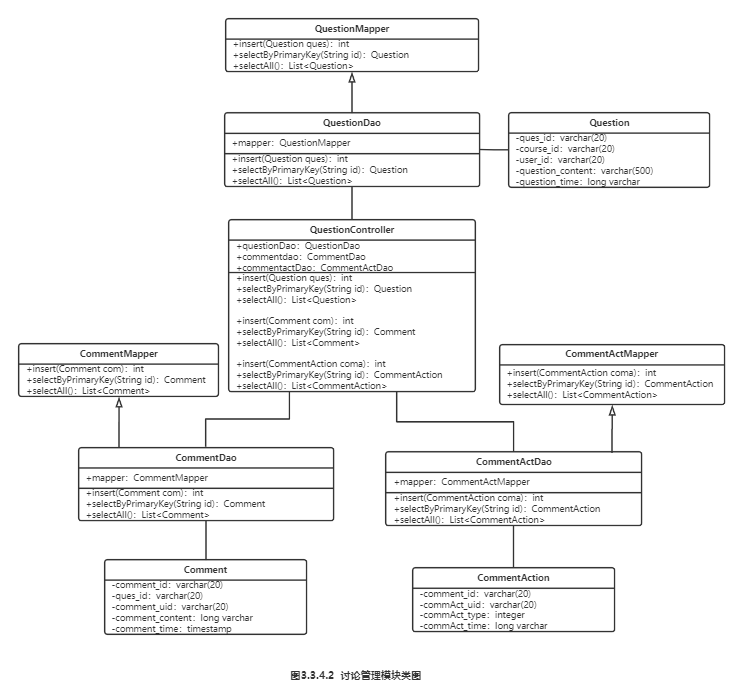 QuestionMapper
+insert(Question ques)：int
+selectByPrimaryKey(String id)：Question
+selectAll()：List<Question>
QuestionDao
+mapper：QuestionMapper
+insert(Question ques)：int
+selectByPrimaryKey(String id)：Question
+selectAll()：List<Question>
Question
-ques_id：varchar(20)
-course_id：varchar(20)
-user_id：varchar(20)
-question_content：varchar(500)
-question_time：long varchar
QuestionController
+questionDao：QuestionDao
+commentdao：CommentDao
+commentactDao：CommentActDao
+insert(Question ques)：int
+selectByPrimaryKey(String id)：Question
+selectAll()：List<Question>
+insert(Comment com)：int
+selectByPrimaryKey(String id)：Comment
+selectAll()：List<Comment>
+insert(CommentAction coma)：int
+selectByPrimaryKey(String id)：CommentAction
+selectAll()：List<CommentAction>
CommentMapper
+insert(Comment com)：int
+selectByPrimaryKey(String id)：Comment
+selectAll()：List<Comment>
CommentActMapper
+insert(CommentAction coma)：int
+selectByPrimaryKey(String id)：CommentAction
+selectAll()：List<CommentAction>
CommentDao
+mapper：CommentMapper
+insert(Comment com)：int
+selectByPrimaryKey(String id)：Comment
+selectAll()：List<Comment>
CommentActDao
+mapper：CommentActMapper
+insert(CommentAction coma)：int
+selectByPrimaryKey(String id)：CommentAction
+selectAll()：List<CommentAction>
Comment
-comment_id：varchar(20)
-ques_id：varchar(20)
-comment_uid：varchar(20)
-comment_content：long varchar
-comment_time：timestamp
CommentAction
-comment_id：varchar(20)
-commAct_uid：varchar(20)
-commAct_type：integer
-commAct_time：long varchar
图3.3.4.2 讨论管理模块类图